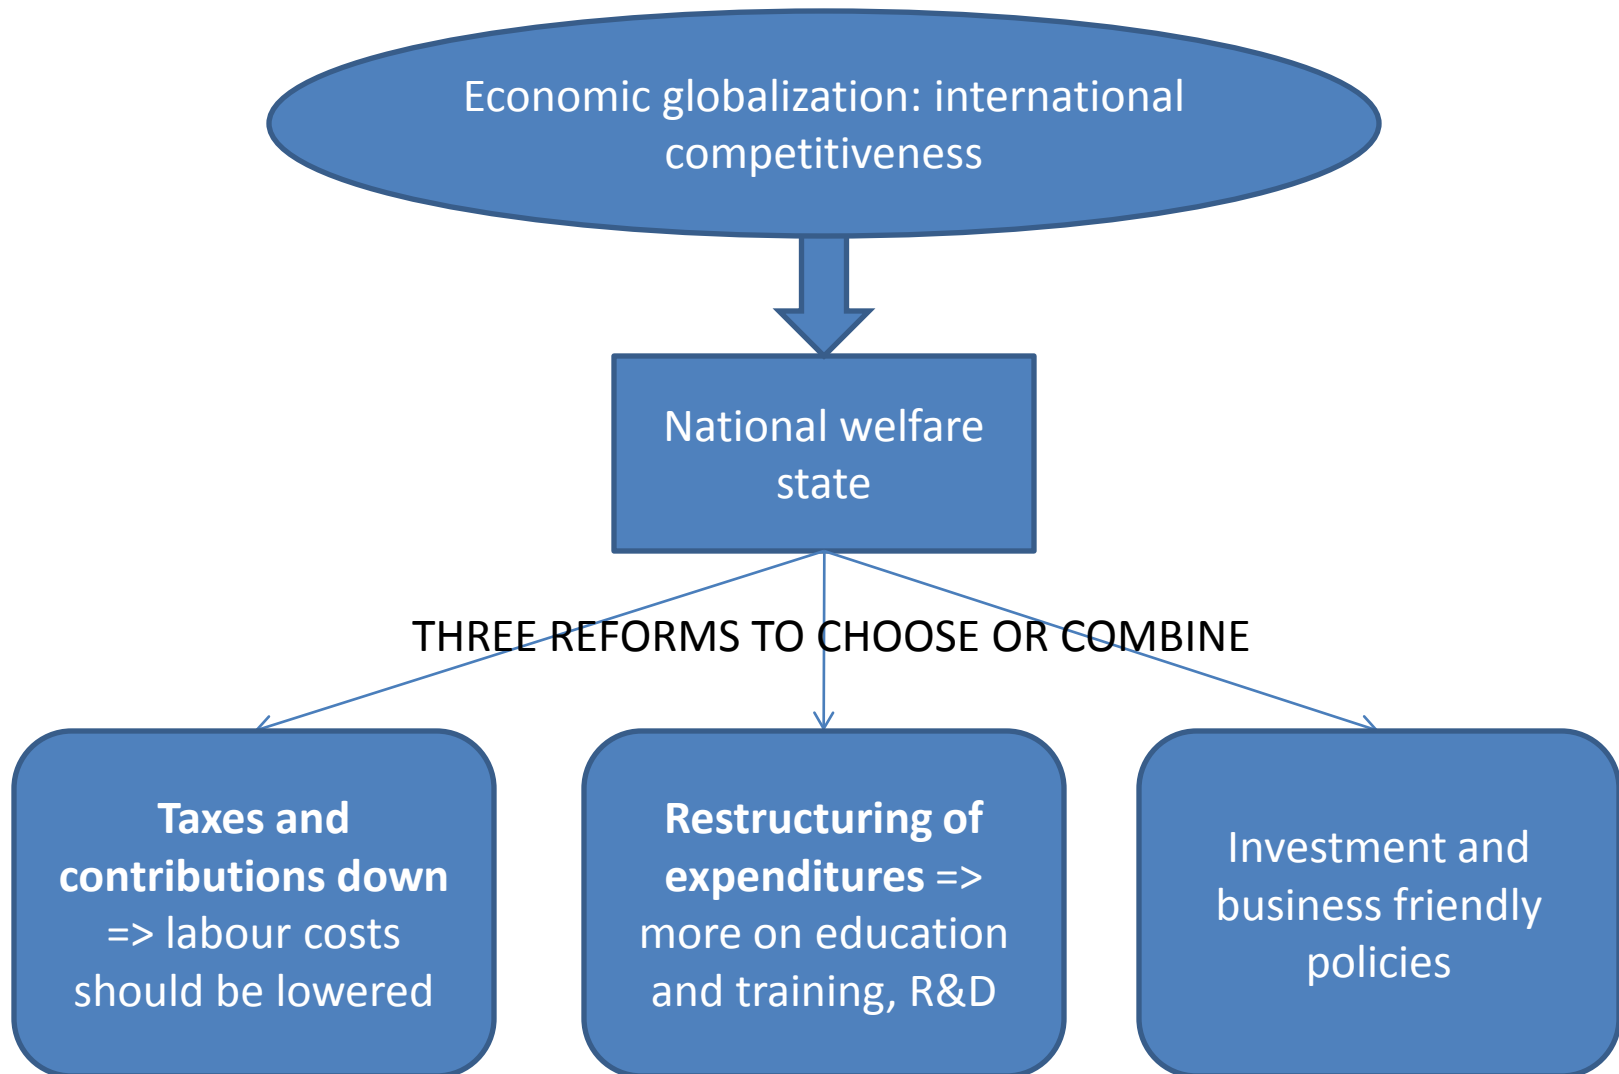 Economic globalization: international
competitiveness
National welfare
state
THREE REFORMS TO CHOOSE OR COMBINE
Taxes and
contributions down
=> labour costs
should be lowered
Restructuring of
expenditures =>
more on education
and training, R&D
Investment and
business friendly
policies